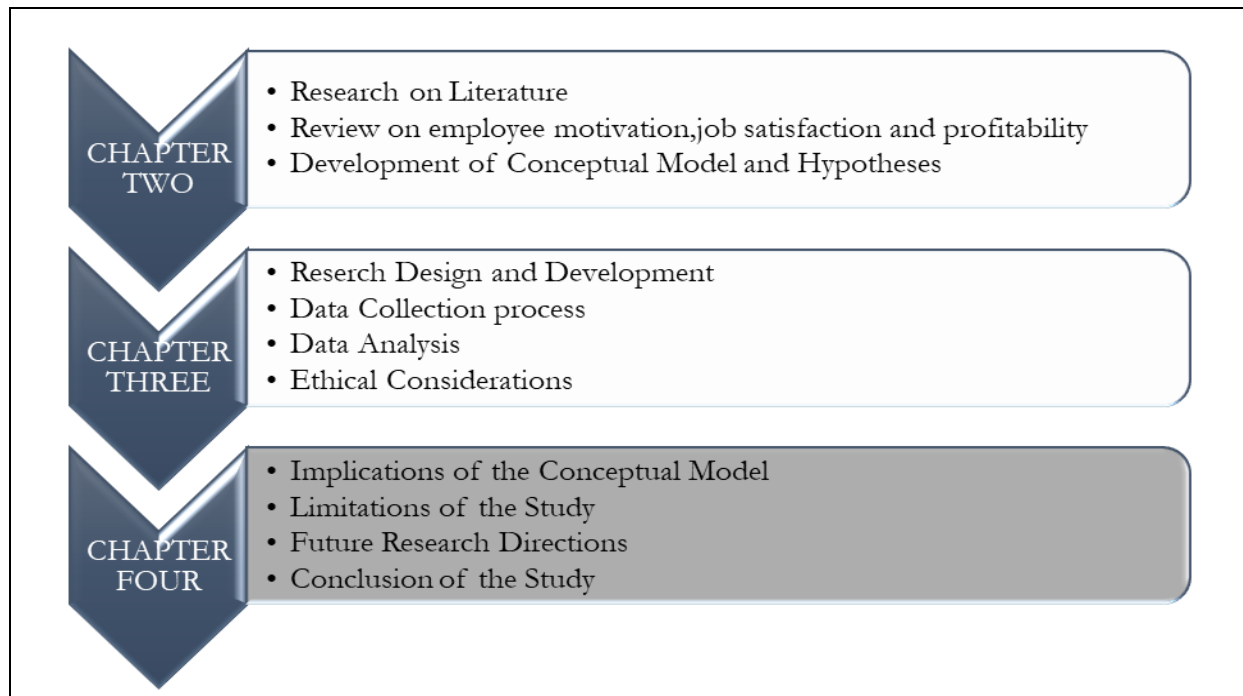 CHAPTER
TWO
• Research on Literature
• Review on employee motivation,job satisfaction and profitability
• Development of Conceptual Model and Hypotheses
CHAPTER
THREE
• Reserch Design and Development
• Data Collection process
• Data Analysis
• Ethical Considerations
CHAPTER
FOUR
• Implications of the Conceptual Model
• Limitations of the Study
• Future Research Directions
• Conclusion of the Study